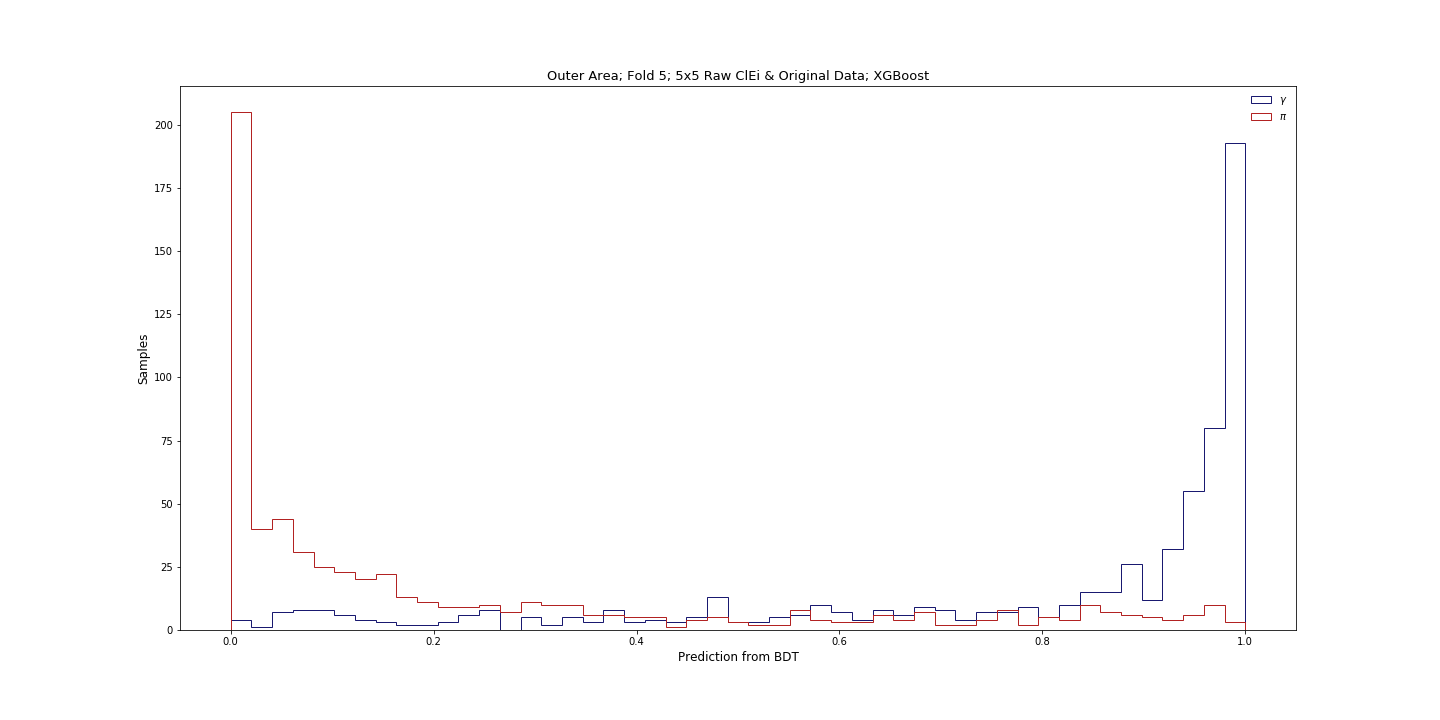 Outer Area; Fold 5; 5x5 Raw ClEi & Original Data; XGBoost
γ
π
200
175
150
125
100
75
50
25
0
Samples
0.0 0.2 0.4 0.6 0.8 1.0
Prediction from BDT